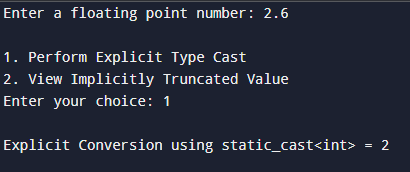 Enter a floating point number: 2.6
1. Perform Explicit Type Cast
2. View Implicitly Truncated Value
Enter your choice: 1
Explicit Conversion using static_cast<int> = 2